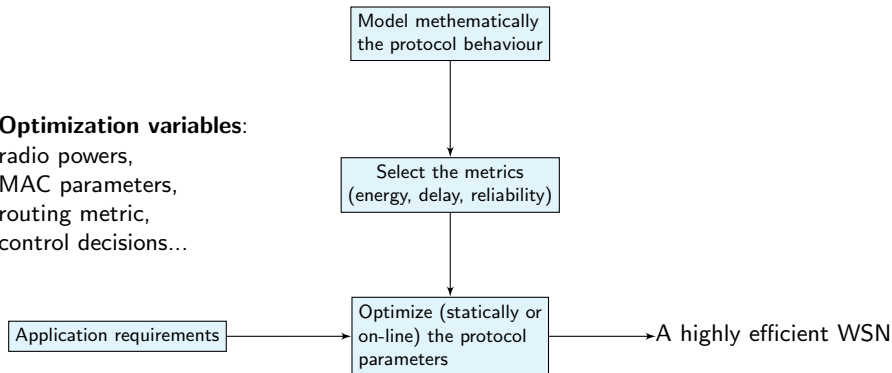 Model methematically
the protocol behaviour
Optimization variables:
radio powers,
MAC parameters,
routing metric,
control decisions...
Select the metrics
(energy, delay, reliability)
Application requirements
Optimize (statically or
on-line) the protocol
parameters
A highly efficient WSN